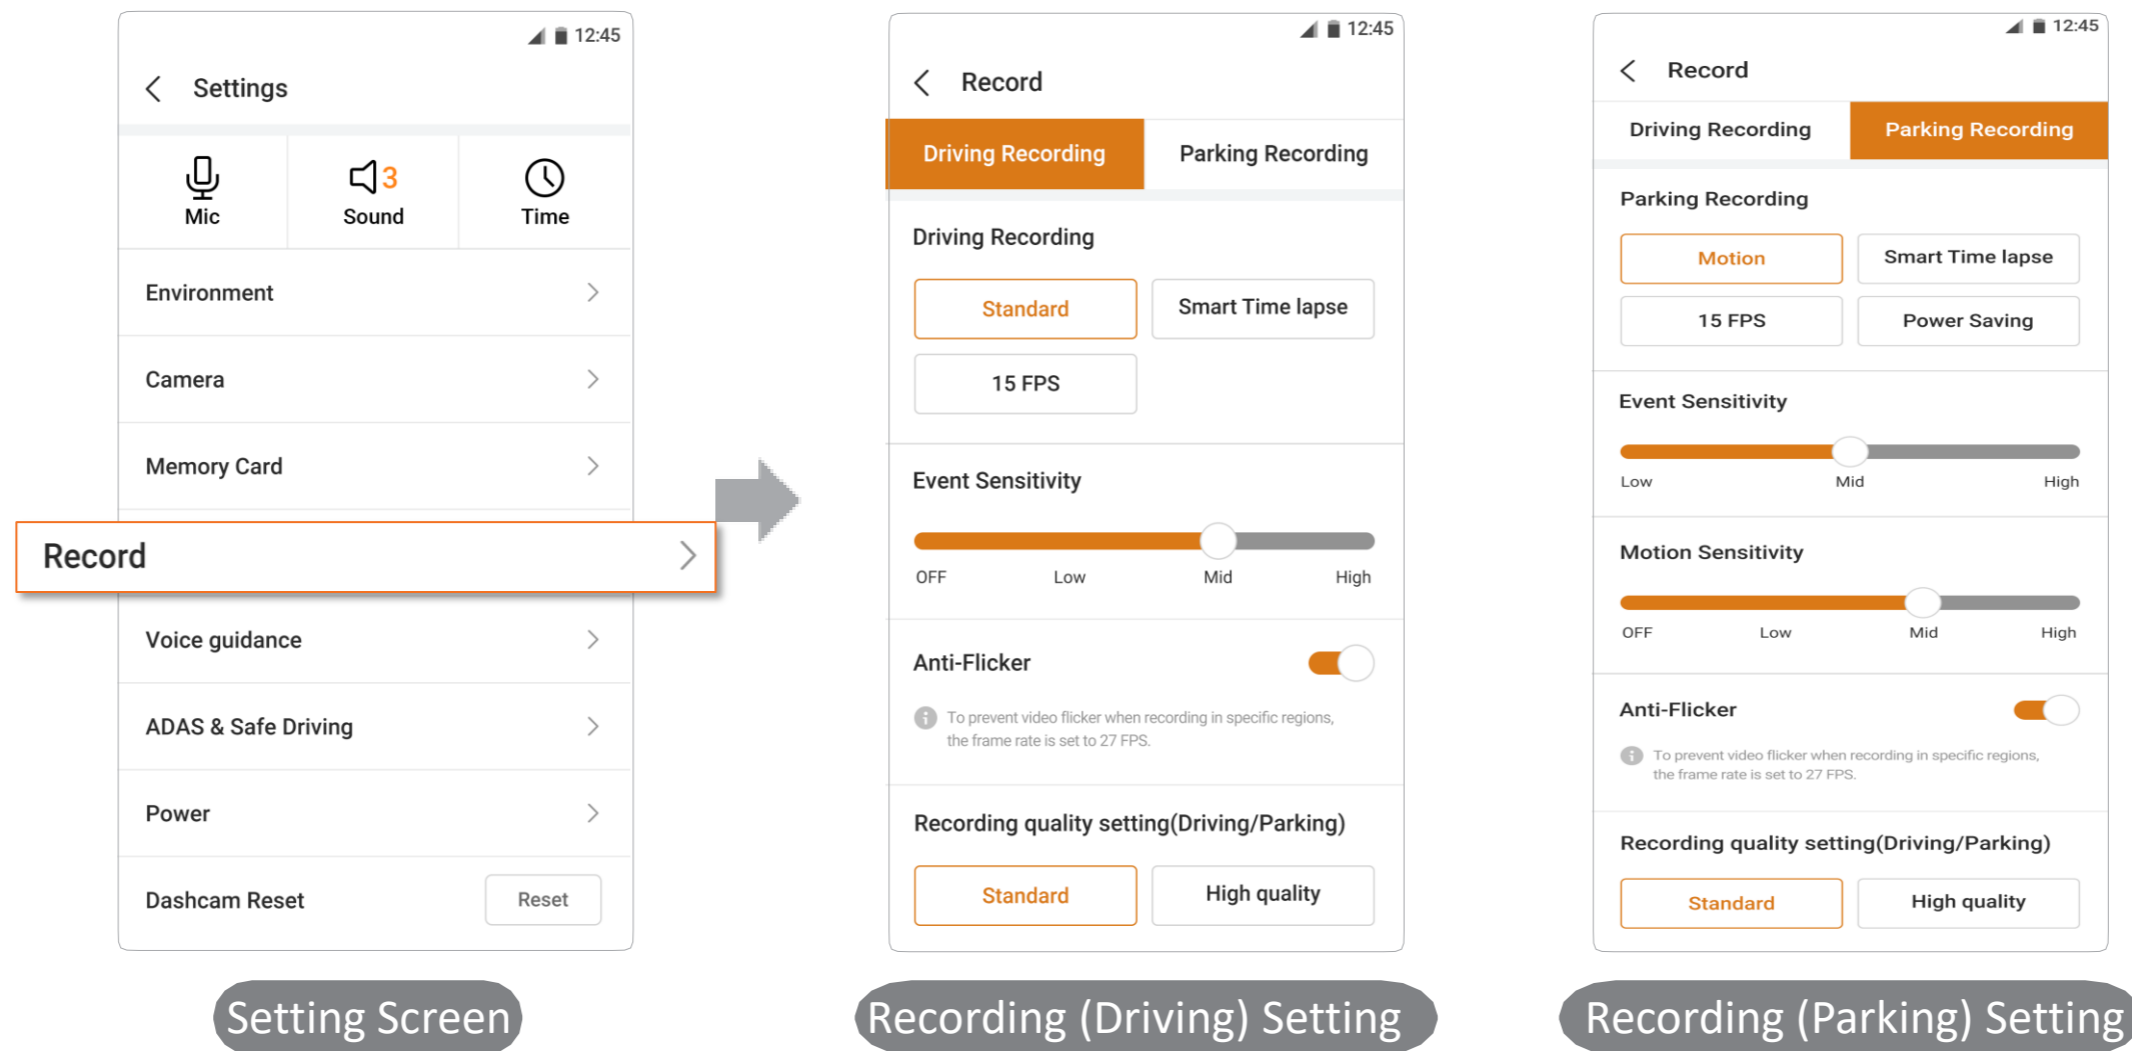 12:45
Settings
3
Mic
Sound
Time
Environment
Camera
Memory Card
Record
Voice guidance
ADAS & Safe Driving
Power
Dashcam Reset
Reset
Setting Screen
12:45
Record
Driving Recording
Parking Recording
Driving Recording
Standard
Smart Time lapse
15 FPS
Event Sensitivity
OFF
Low
Mid
High
Anti-Flicker
To prevent video flicker when recording in specific regions,
the frame rate is set to 27 FPS.
Recording quality setting(Driving/Parking)
Standard
High quality
Recording (Driving) Setting
12:45
Record
Driving Recording
Parking Recording
Parking Recording
Motion
Smart Time lapse
15 FPS
Power Saving
Event Sensitivity
Low
Mid
High
Motion Sensitivity
OFF
Low
Mid
High
Anti-Flicker
To prevent video flicker when recording in specific regions,
the frame rate is set to 27 FPS.
Recording quality setting(Driving/Parking)
Standard
High quality
Recording (Parking) Setting